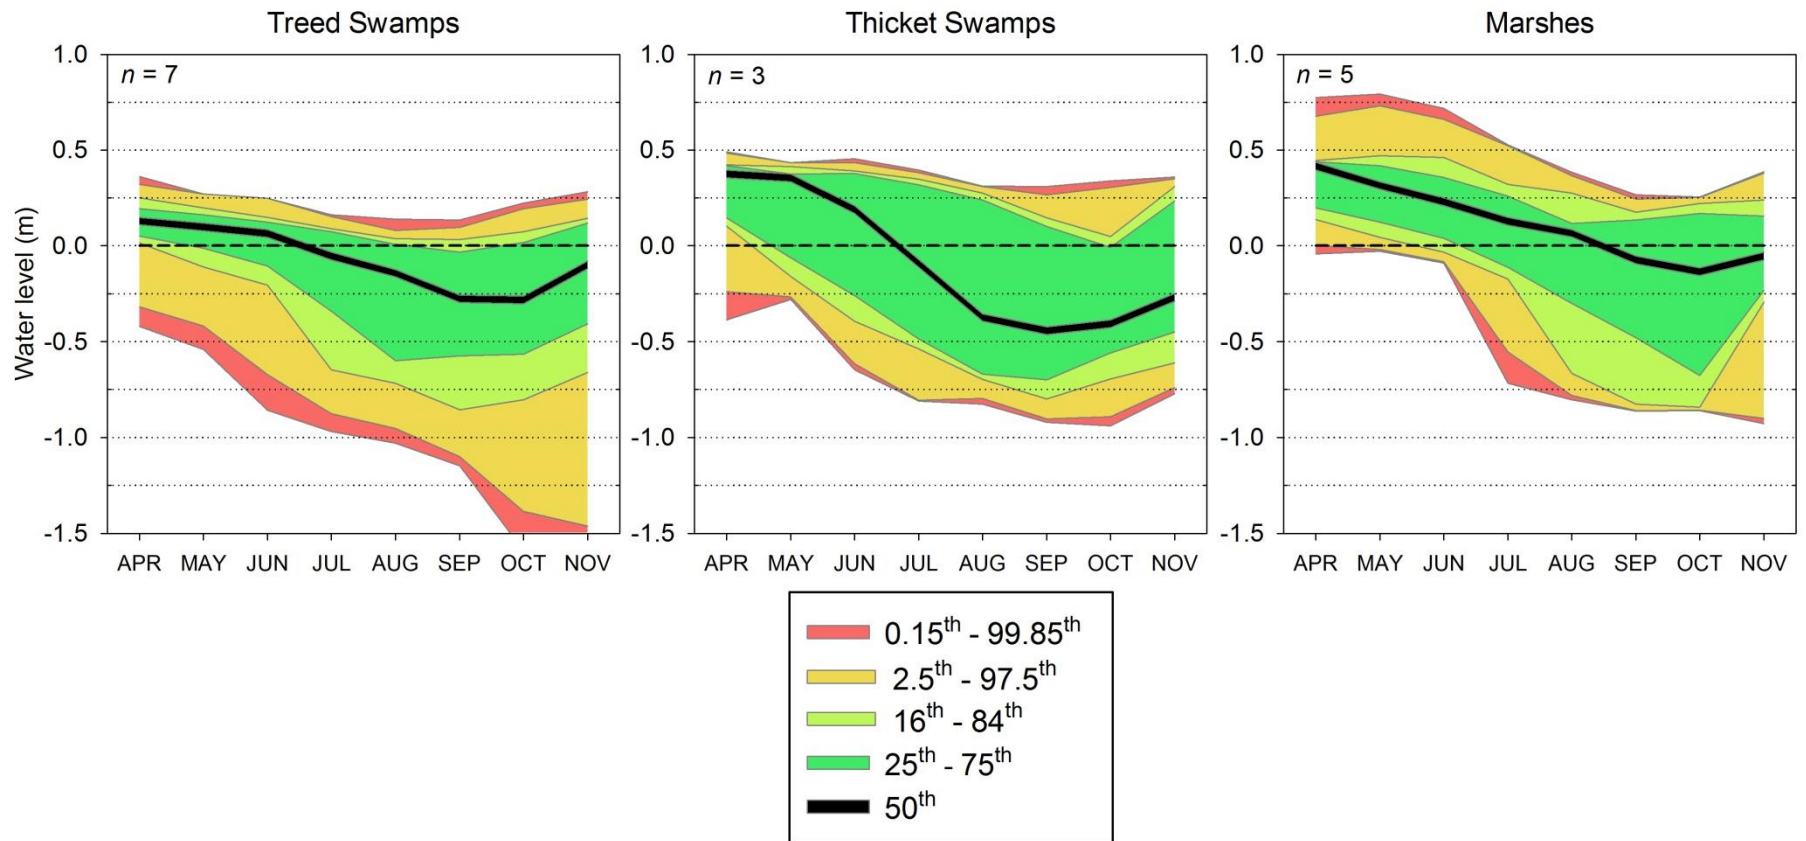 Treed Swamps
Thicket Swamps
Marshes
Water level (m)
1.0
0.5
0.0
-0.5
-1.0
-1.5
n = 7
APR MAY JUN JUL AUG SEP OCT NOV
1.0
0.5
0.0
-0.5
-1.0
-1.5
n = 3
APR MAY JUN JUL AUG SEP OCT NOV
1.0
0.5
0.0
-0.5
-1.0
-1.5
n = 5
APR MAY JUN JUL AUG SEP OCT NOV
0.15th - 99.85th
2.5th - 97.5th
16th - 84th
25th - 75th
50th